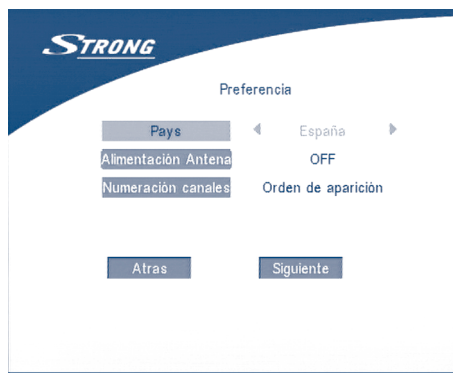 STRONG
Preferencia
Pays España
Alimentación Antena OFF
Numeración canales Orden de aparición
Atras Siguiente